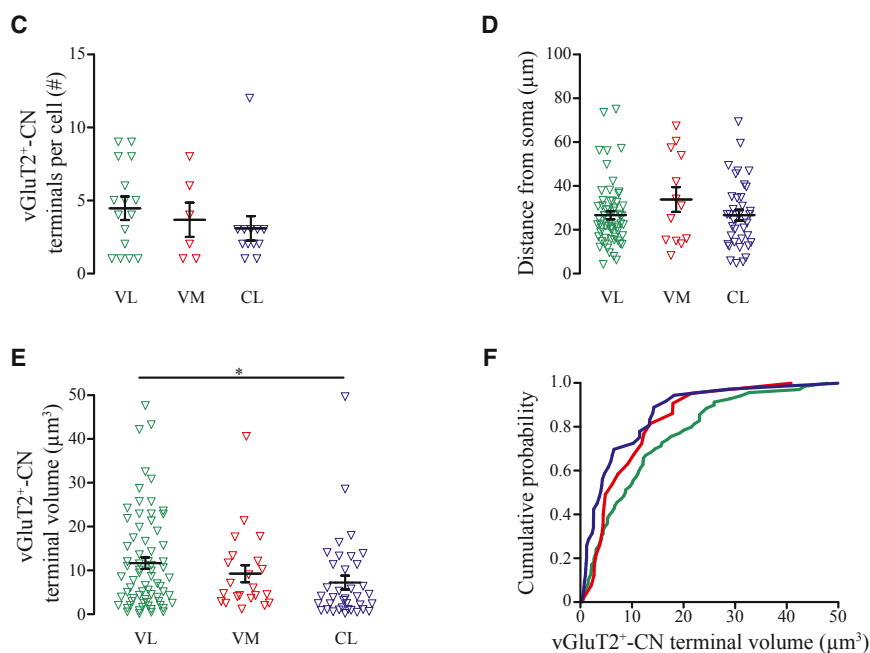 C
vGluT2⁺-CN
terminals per cell (#)
15
10
5
0
VL VM CL
D
Distance from soma (µm)
100
80
60
40
20
0
VL VM CL
E
vGluT2⁺-CN
terminal volume (µm³)
*
50
40
30
20
10
0
VL VM CL
F
Cumulative probability
1.0
0.8
0.6
0.4
0.2
0
0 10 20 30 40 50
vGluT2⁺-CN terminal volume (µm³)